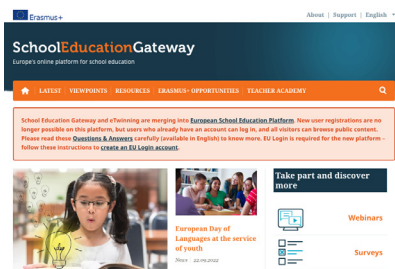 Erasmus+
About | Support | English
SchoolEducationGateway
Europe's online platform for school education
LATEST | VIEWPOINTS | RESOURCES | ERASMUS+ OPPORTUNITIES | TEACHER ACADEMY
School Education Gateway and eTwinning are merging into European School Education Platform. New user registrations are no
longer possible on this platform, but users who already have an account can log in, and all visitors can browse public content.
Please read these Questions & Answers carefully (available in English) to know more. EU Login is required for the new platform –
follow these instructions to create an EU Login account.
Take part and discover
more
European Day of
Languages at the service
of youth
News | 22.09.2022
Webinars
Surveys